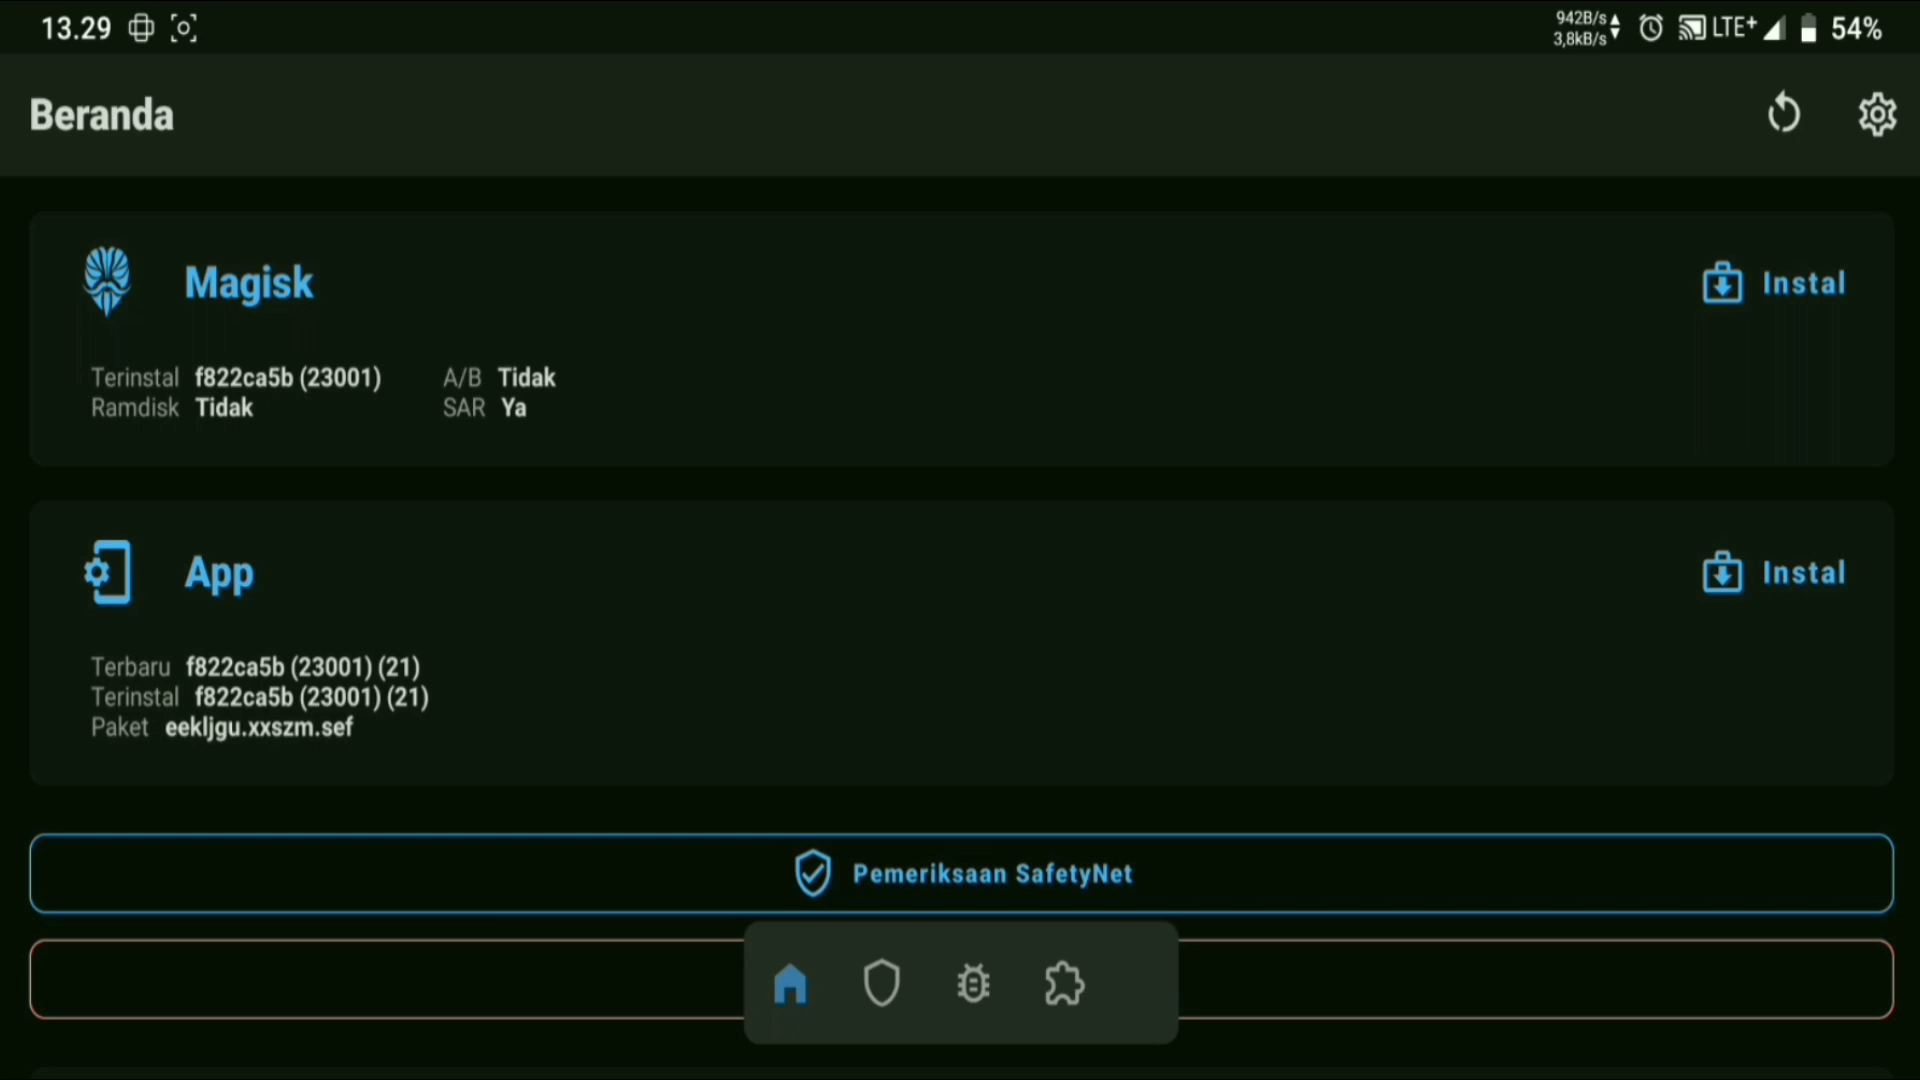 13.29
942B/s
3,8kB/s
LTE+
54%
Beranda
Magisk
Instal
Terinstal f822ca5b (23001)
A/B Tidak
Ramdisk Tidak
SAR Ya
App
Instal
Terbaru f822ca5b (23001) (21)
Terinstal f822ca5b (23001) (21)
Paket eekljgu.xxszm.sef
Pemeriksaan SafetyNet